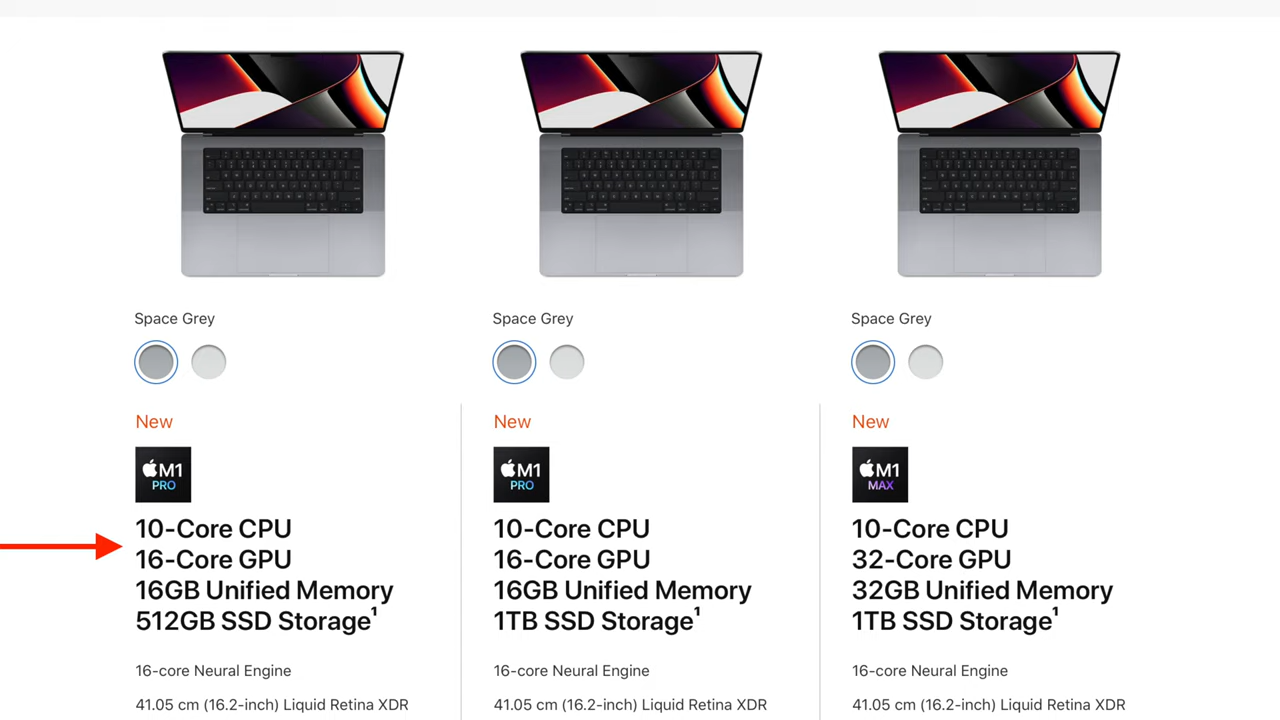 Space Grey
New
M1
PRO
10-Core CPU
16-Core GPU
16GB Unified Memory
512GB SSD Storage¹
16-core Neural Engine
41.05 cm (16.2-inch) Liquid Retina XDR
Space Grey
New
M1
PRO
10-Core CPU
16-Core GPU
16GB Unified Memory
1TB SSD Storage¹
16-core Neural Engine
41.05 cm (16.2-inch) Liquid Retina XDR
Space Grey
New
M1
MAX
10-Core CPU
32-Core GPU
32GB Unified Memory
1TB SSD Storage¹
16-core Neural Engine
41.05 cm (16.2-inch) Liquid Retina XDR